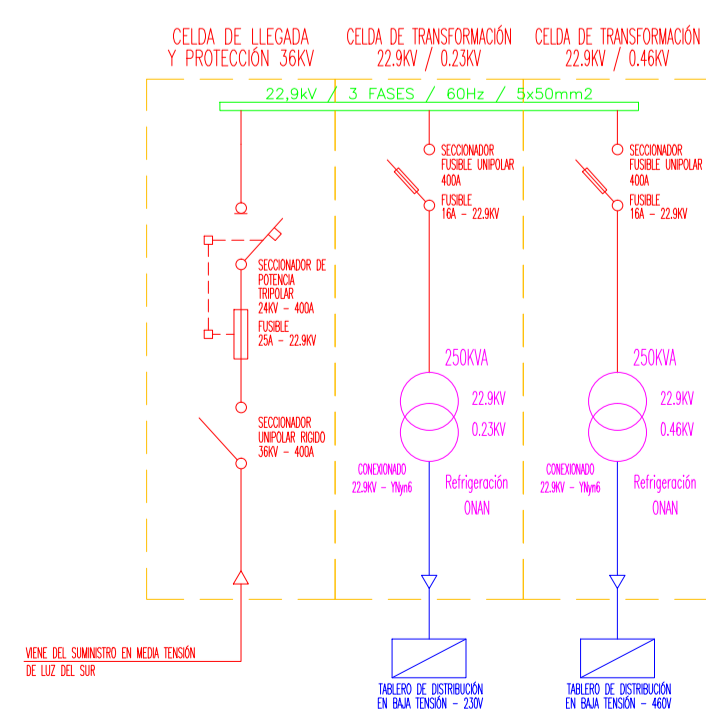 CELDA DE LLEGADA
Y PROTECCIÓN 36KV
CELDA DE TRANSFORMACIÓN
22.9KV / 0.23KV
CELDA DE TRANSFORMACIÓN
22.9KV / 0.46KV
22,9kV / 3 FASES / 60Hz / 5x50mm2
SECCIONADOR DE
POTENCIA
TRIPOLAR
24KV - 400A
FUSIBLE
25A - 22.9KV
SECCIONADOR
UNIPOLAR RIGIDO
36KV - 400A
VIENE DEL SUMINISTRO EN MEDIA TENSIÓN
DE LUZ DEL SUR
SECCIONADOR
FUSIBLE UNIPOLAR
400A
FUSIBLE
16A - 22.9KV
250KVA
22.9KV
0.23KV
CONEXIONADO
22.9KV - YNyn6
Refrigeración
ONAN
TABLERO DE DISTRIBUCIÓN
EN BAJA TENSIÓN - 230V
SECCIONADOR
FUSIBLE UNIPOLAR
400A
FUSIBLE
16A - 22.9KV
250KVA
22.9KV
0.46KV
CONEXIONADO
22.9KV - YNyn6
Refrigeración
ONAN
TABLERO DE DISTRIBUCIÓN
EN BAJA TENSIÓN - 460V